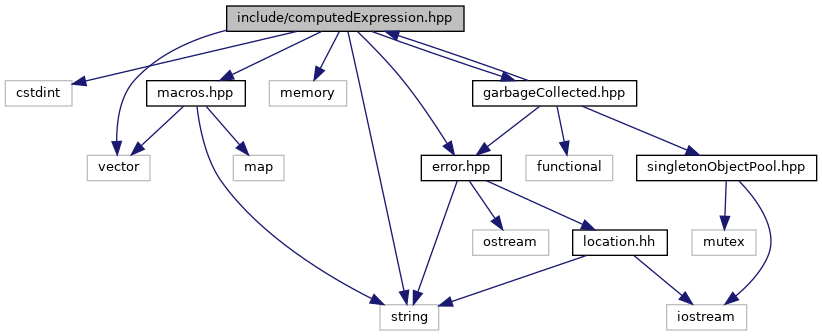 include/computedExpression.hpp
cstdint
macros.hpp
memory
garbageCollected.hpp
vector
map
error.hpp
functional
singletonObjectPool.hpp
ostream
location.hh
mutex
string
iostream